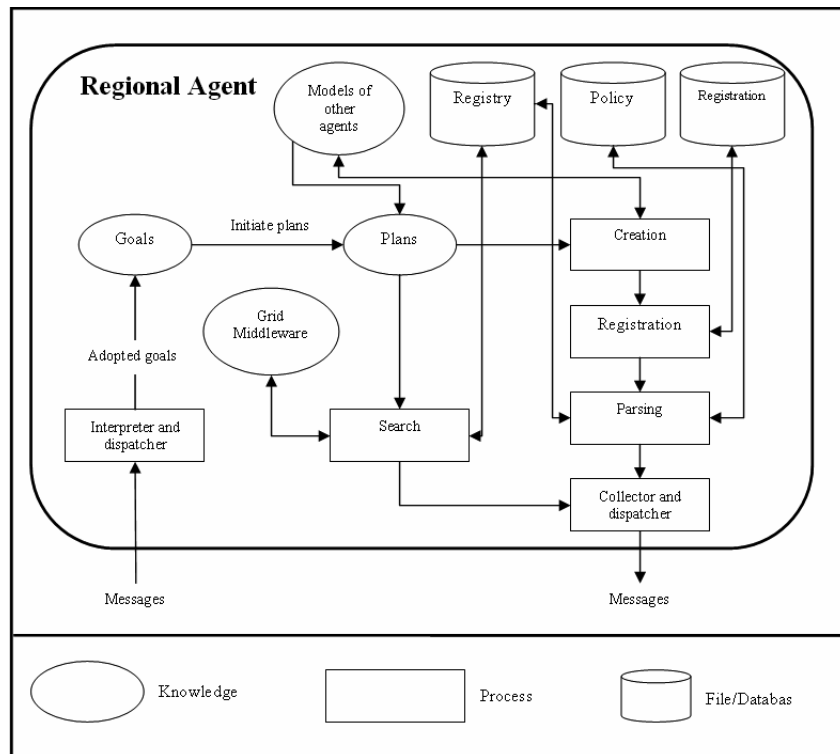 Regional Agent
Models of
other
agents
Registry
Policy
Registration
Goals
Initiate plans
Plans
Creation
Grid
Middleware
Registration
Adopted goals
Interpreter and
dispatcher
Search
Parsing
Collector and
dispatcher
Messages
Messages
Knowledge
Process
File/Databas